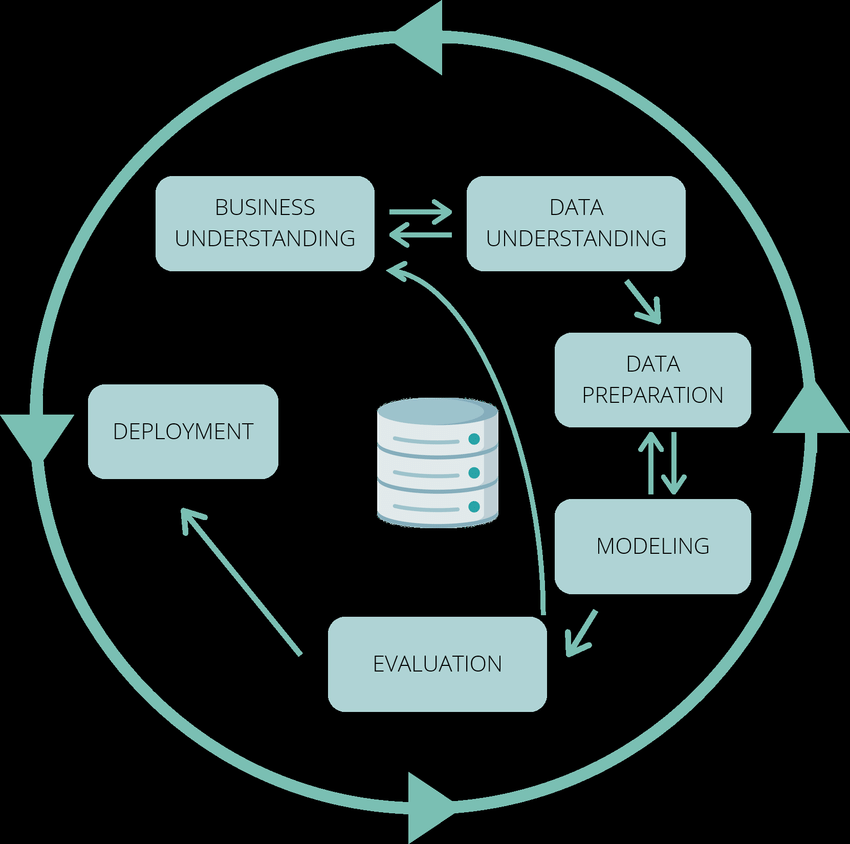 BUSINESS
UNDERSTANDING
DATA
UNDERSTANDING
DATA
PREPARATION
DEPLOYMENT
MODELING
EVALUATION